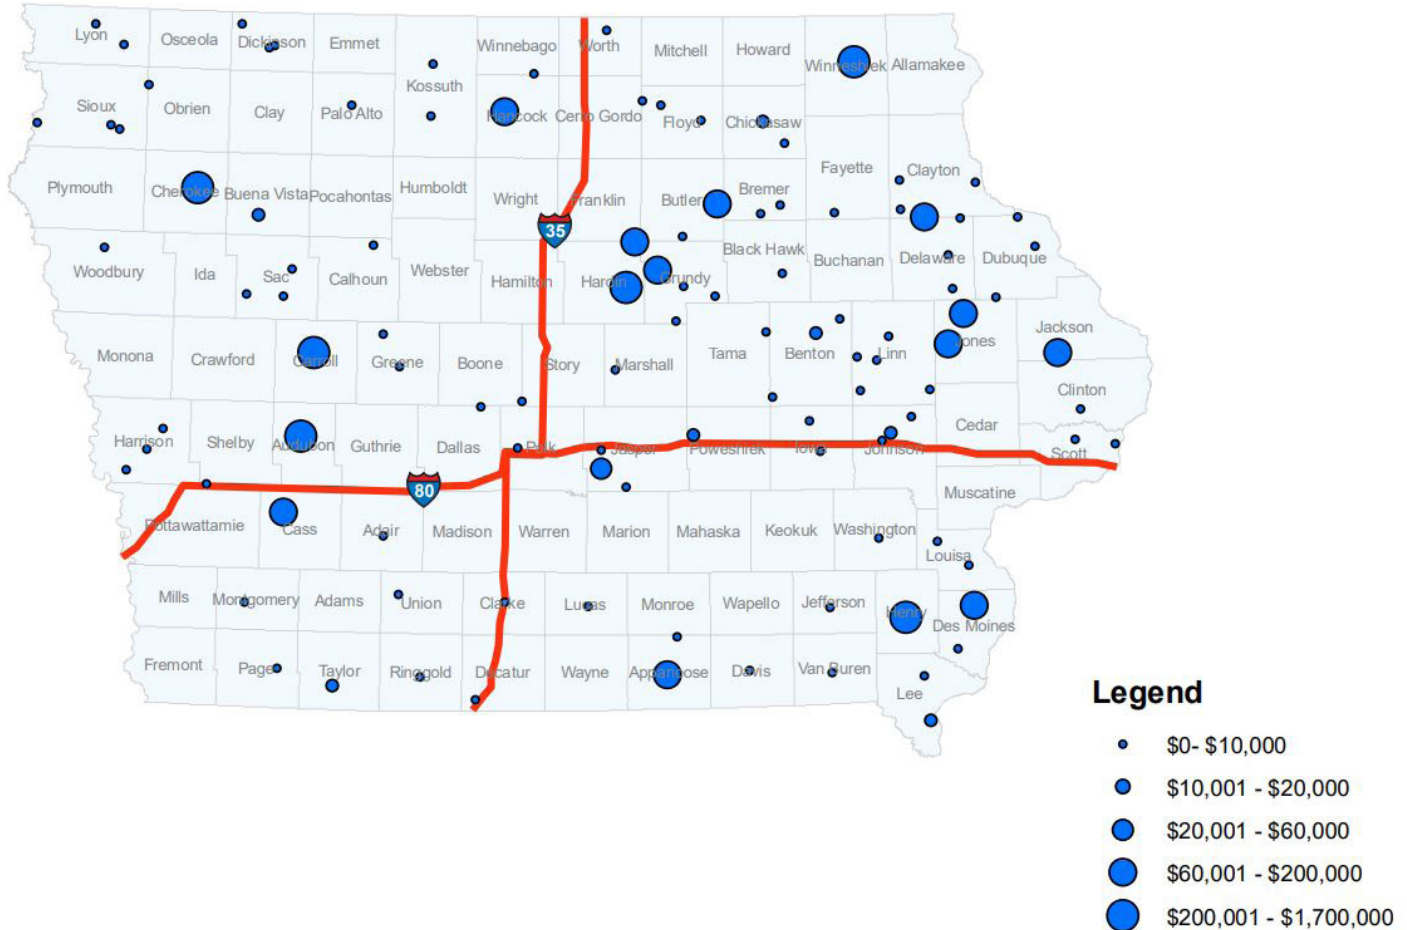 Lyon Osceola Dickinson Emmet Winnebago Worth Mitchell Howard Winneshiek Allamakee
Sioux Obrien Clay Palo Alto Kossuth Hancock Cerro Gordo Floyd Chickasaw
Plymouth Cherokee Buena Vista Pocahontas Humboldt Wright Franklin Butler Bremer Fayette Clayton
35
Woodbury Ida Sac Calhoun Webster Hamilton Hardin Grundy Black Hawk Buchanan Delaware Dubuque
Monona Crawford Carroll Greene Boone Story Marshall Tama Benton Linn Jones Jackson
Clinton
Harrison Shelby Audubon Guthrie Dallas Polk Jasper Poweshiek Iowa Johnson Cedar Scott
80
Muscatine
Pottawattamie Cass Adair Madison Warren Marion Mahaska Keokuk Washington Louisa
Mills Montgomery Adams Union Clarke Lucas Monroe Wapello Jefferson Henry Des Moines
Fremont Page Taylor Ringgold Decatur Wayne Appanoose Davis Van Buren Lee
Legend
$0- $10,000
$10,001 - $20,000
$20,001 - $60,000
$60,001 - $200,000
$200,001 - $1,700,000